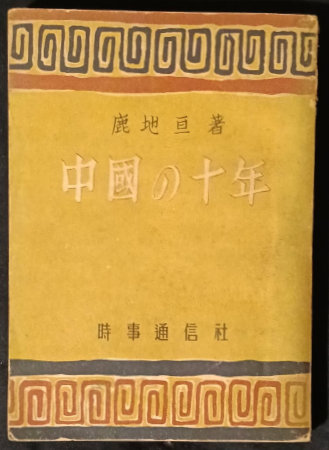 鹿地亘著
中國の十年
時事通信社